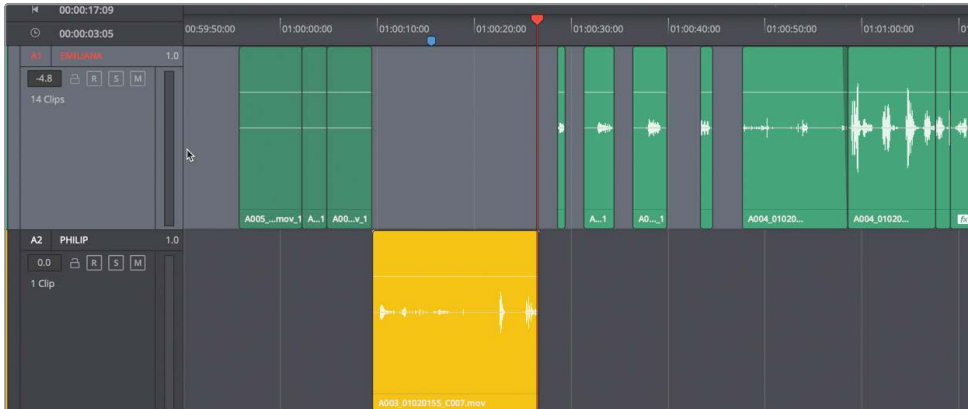 00:00:17:09
00:00:03:05
00:59:50:00 01:00:00:00 01:00:10:00 01:00:20:00 01:00:30:00 01:00:40:00 01:00:50:00 01:01:00:00
A1 EMILIANA 1.0
-4.8 R S M
14 Clips
A005_...mov_1 A...1 A00...v_1 A...1 A0..._1 A004_01020... A004_01020... fx
A2 PHILIP 1.0
0.0 R S M
1 Clip
A003_01020155_C007.mov